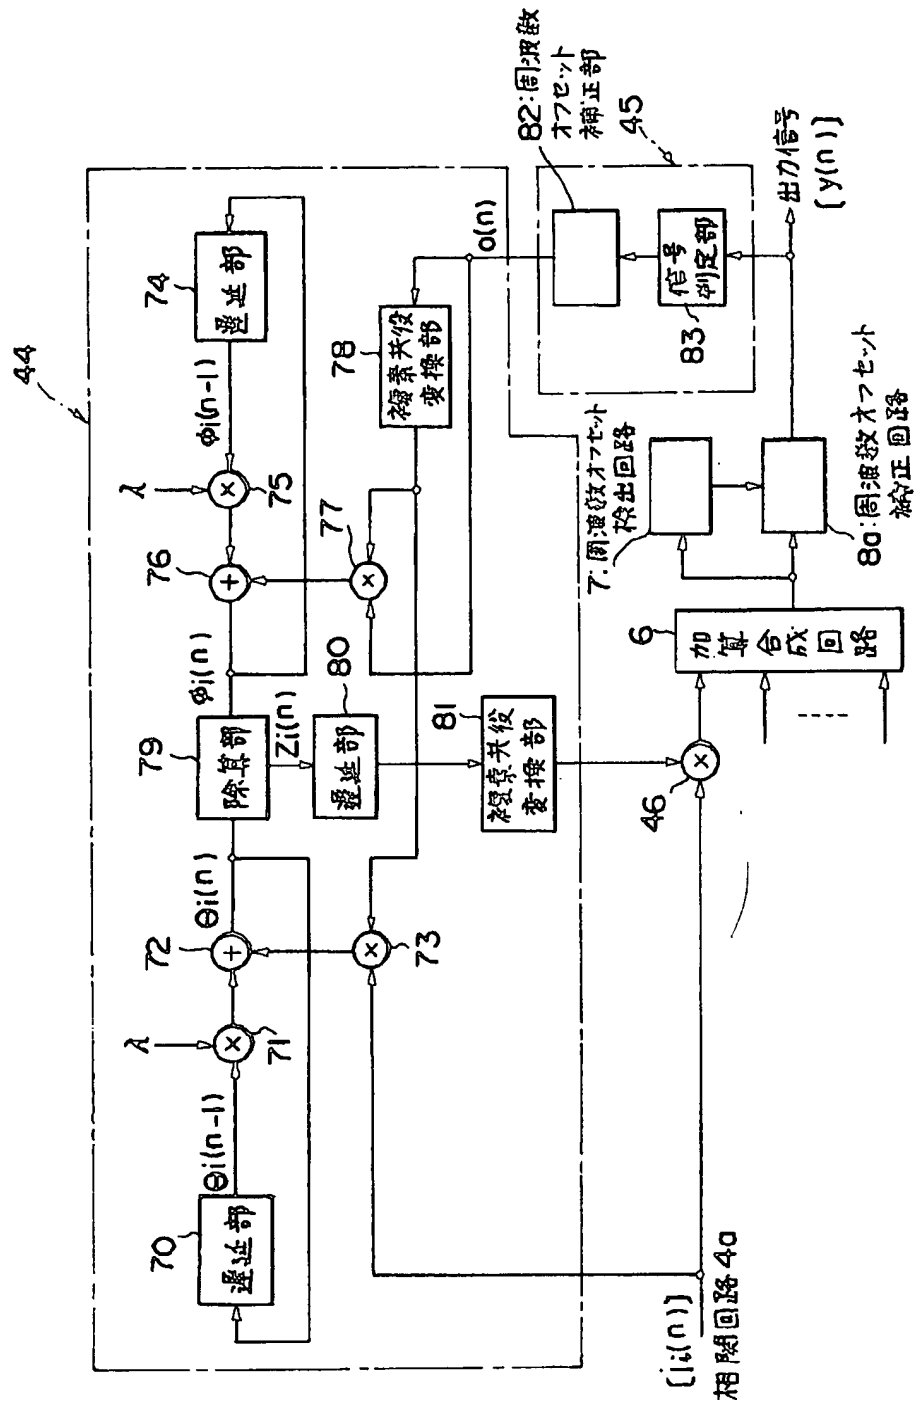 44
74
遅延部
φi(n-1)
λ
×
75
76
+
φi(n)
79
除算部
Zi(n)
80
遅延部
θi(n)
72
+
λ
×
71
θi(n-1)
70
遅延部
78
複素共役
変換部
77
×
81
複素共役
変換部
×
73
o(n)
82:周波数
オフセット
補正部
45
信号
判定部
83
出力信号
{y(n)}
7:周波数オフセット
検出回路
8a:周波数オフセット
補正回路
6
加算合成回路
×
46
{ii(n)}
相関回路4a